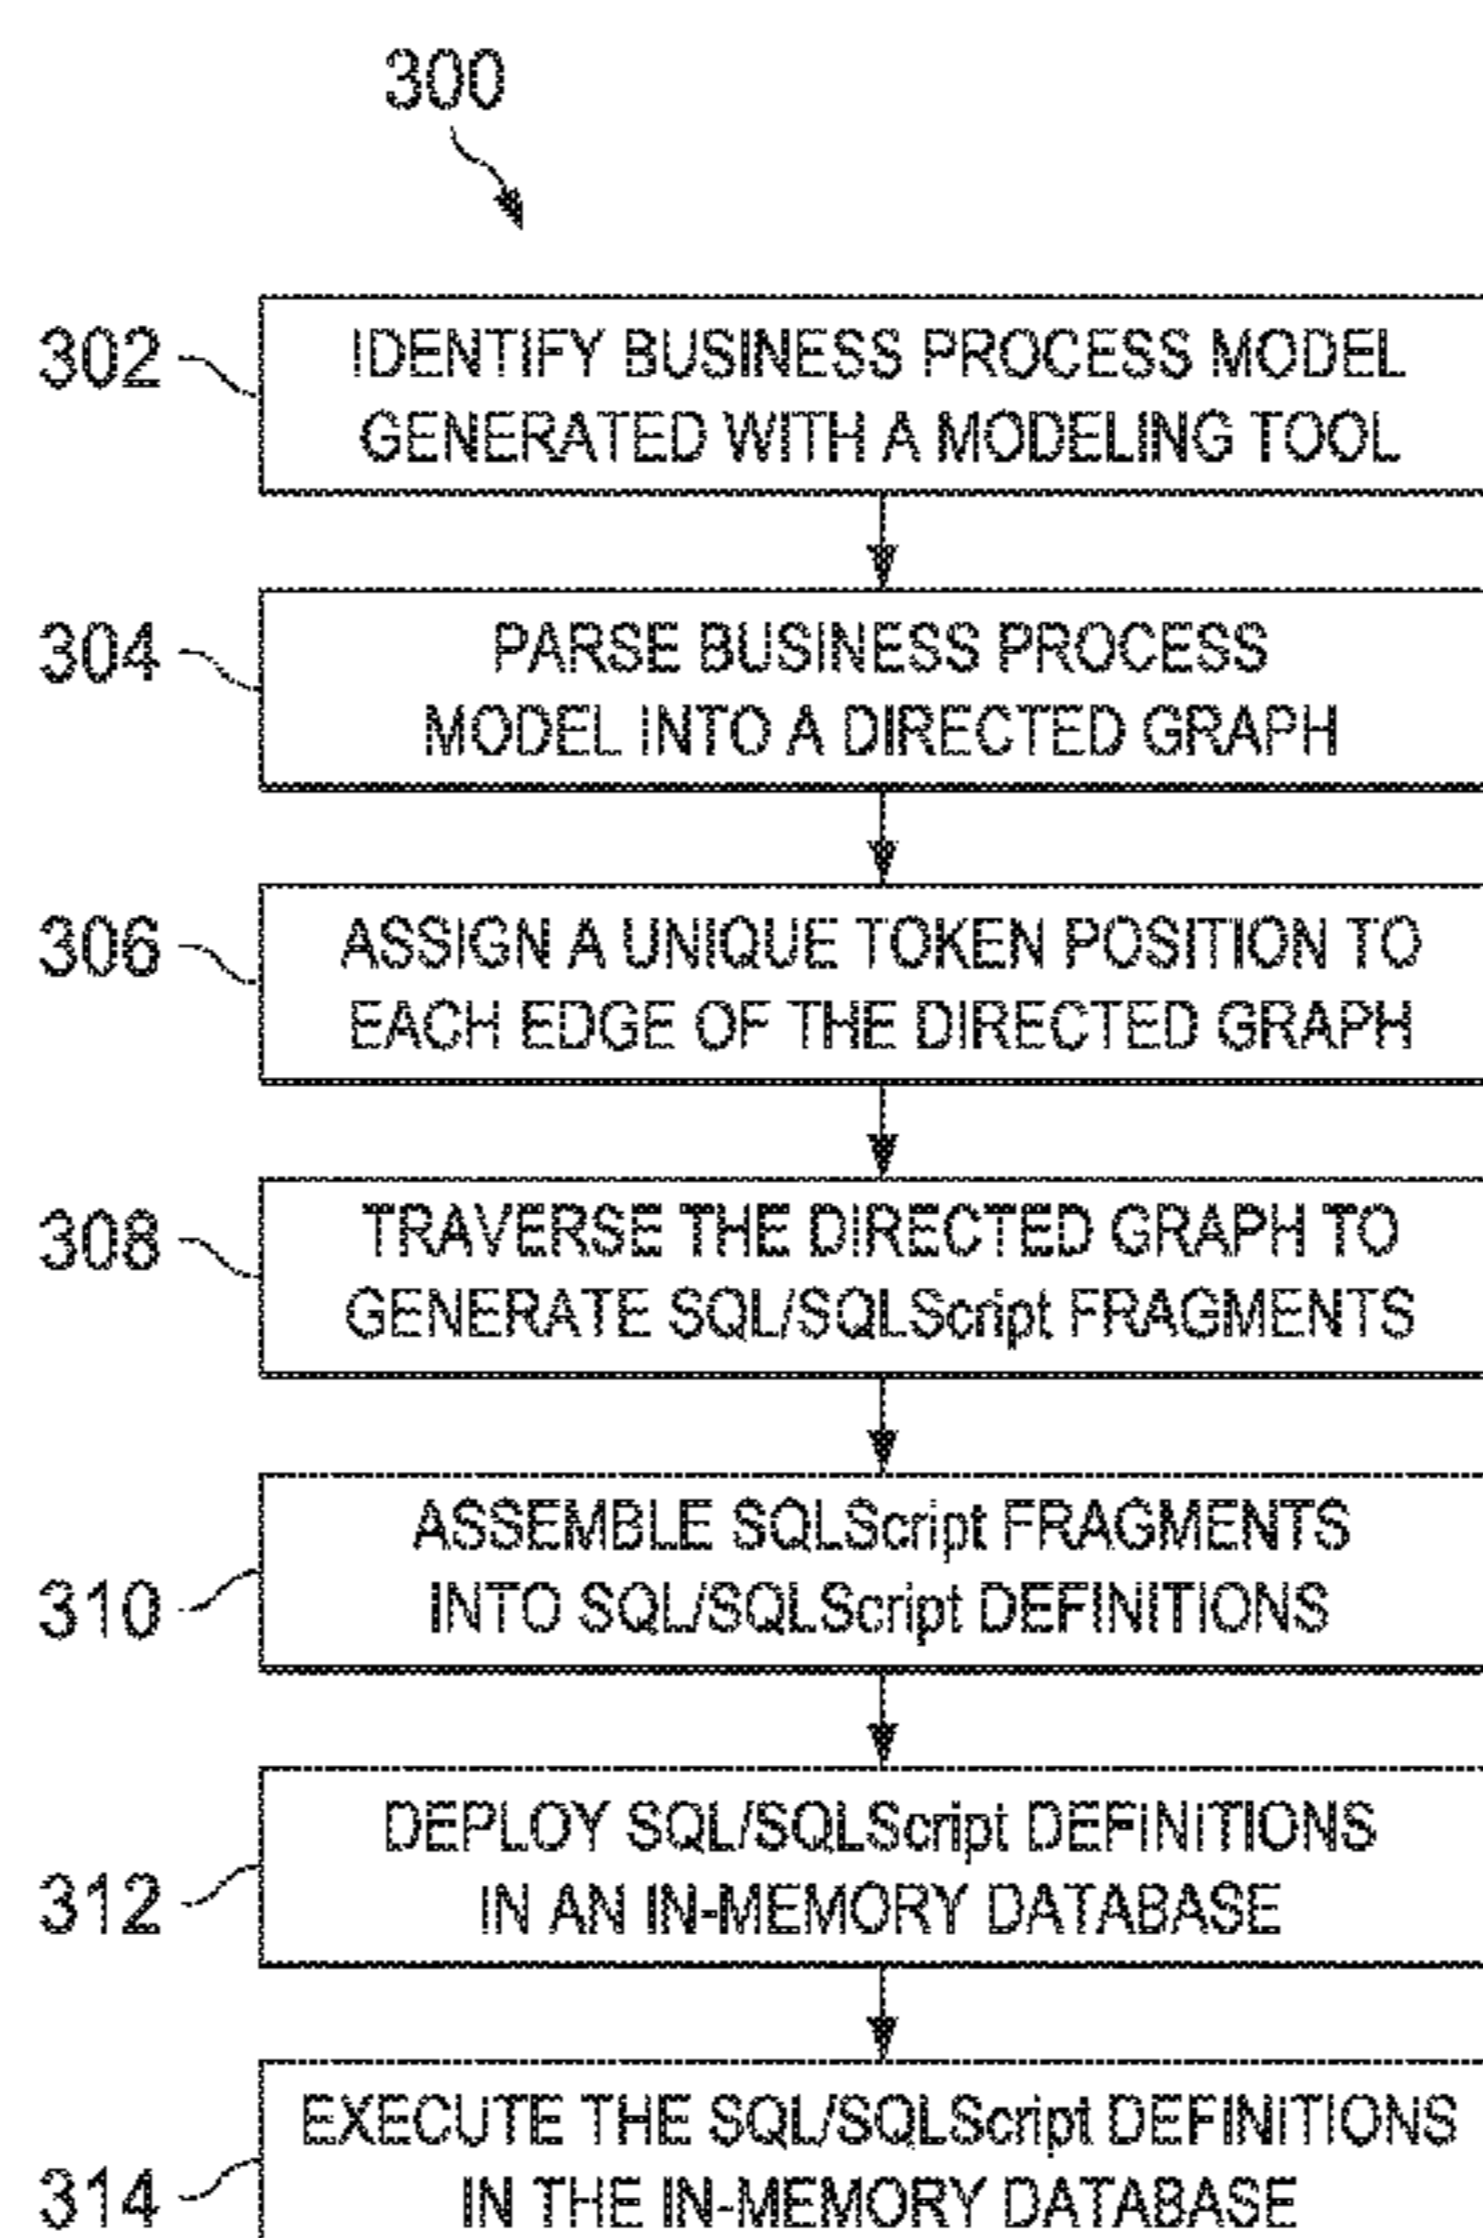 300
302
IDENTIFY BUSINESS PROCESS MODEL
GENERATED WITH A MODELING TOOL
304
PARSE BUSINESS PROCESS
MODEL INTO A DIRECTED GRAPH
306
ASSIGN A UNIQUE TOKEN POSITION TO
EACH EDGE OF THE DIRECTED GRAPH
308
TRAVERSE THE DIRECTED GRAPH TO
GENERATE SQL/SQLScript FRAGMENTS
310
ASSEMBLE SQLScript FRAGMENTS
INTO SQL/SQLScript DEFINITIONS
312
DEPLOY SQL/SQLScript DEFINITIONS
IN AN IN-MEMORY DATABASE
314
EXECUTE THE SQL/SQLScript DEFINITIONS
IN THE IN-MEMORY DATABASE